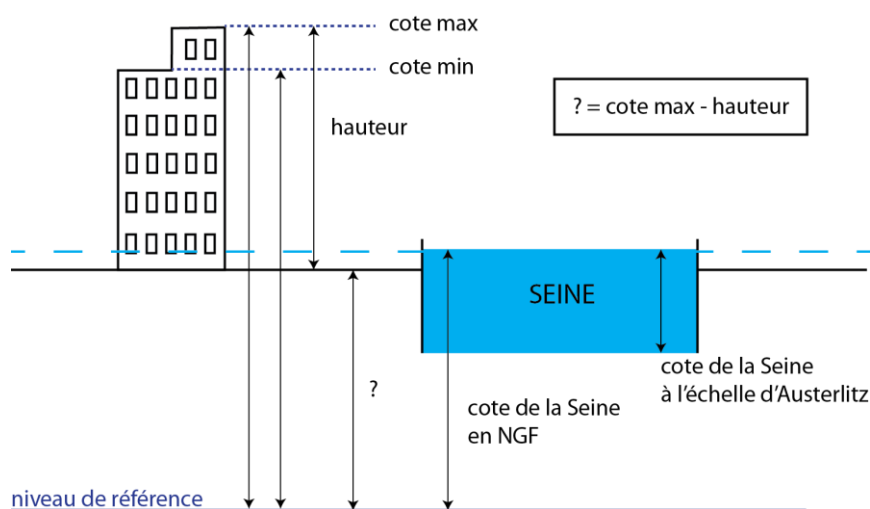 cote max
cote min
? = cote max - hauteur
hauteur
SEINE
cote de la Seine
à l'échelle d'Austerlitz
?
cote de la Seine
en NGF
niveau de référence